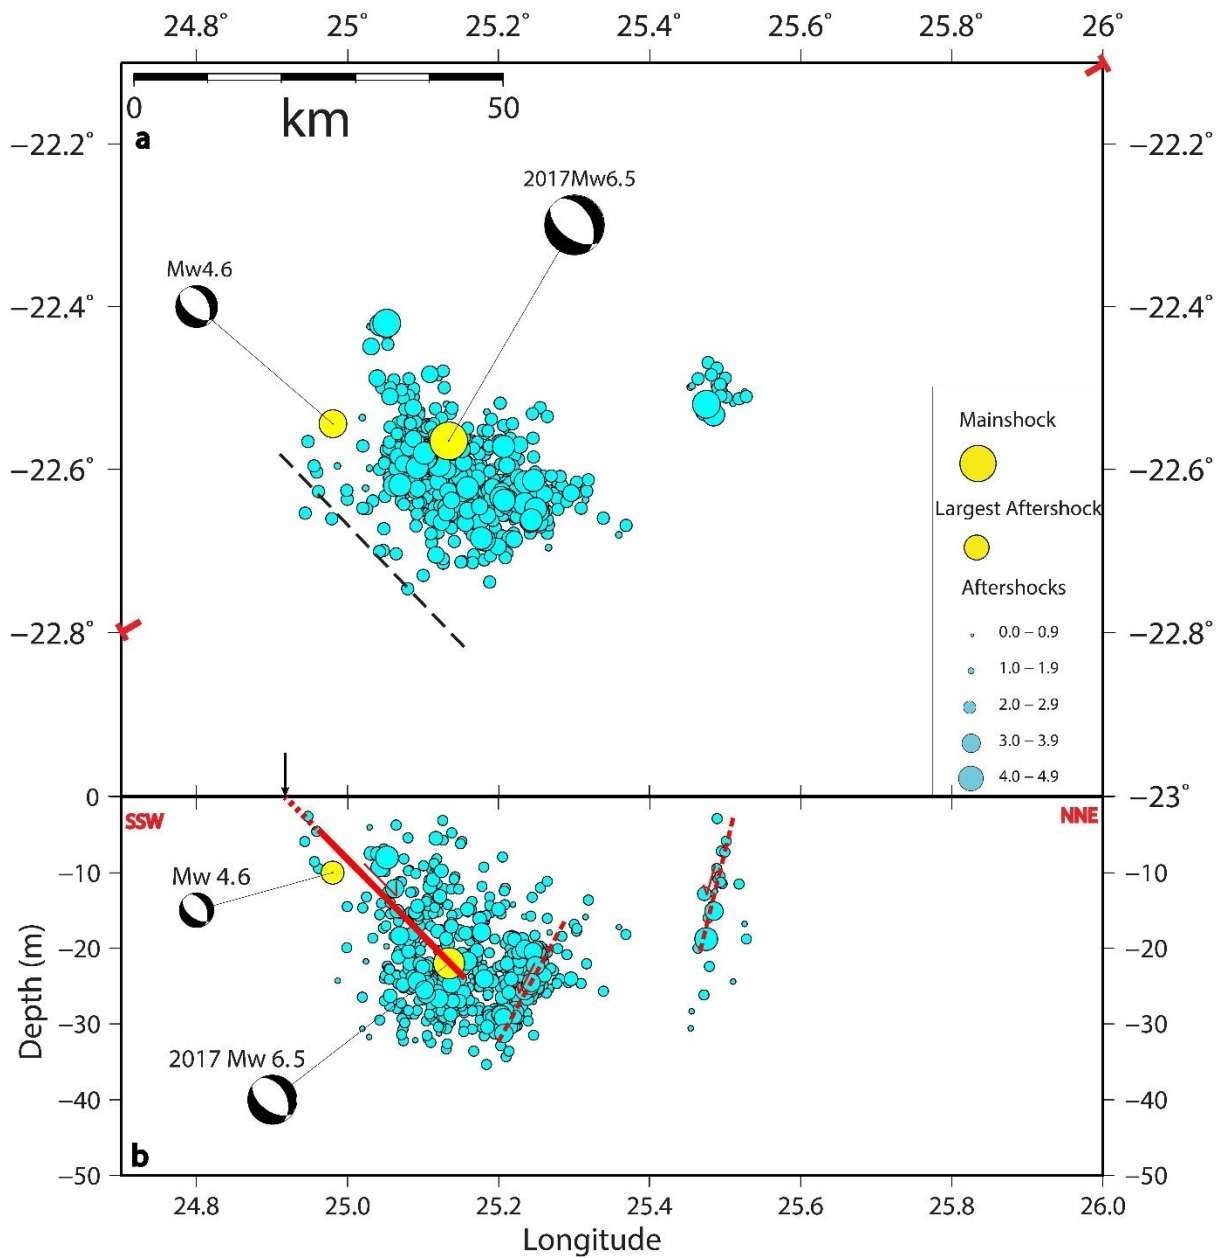 24.8° 25° 25.2° 25.4° 25.6° 25.8° 26°
0 50
km
a
−22.2° −22.2°
2017Mw6.5
Mw4.6
−22.4° −22.4°
Mainshock
−22.6° −22.6°
Largest Aftershock
Aftershocks
0.0 – 0.9
−22.8° −22.8°
1.0 – 1.9
2.0 – 2.9
3.0 – 3.9
4.0 – 4.9
0 −23°
SSW NNE
Mw 4.6
−10 −10
−20 −20
Depth (m)
−30 −30
2017 Mw 6.5
−40 −40
b
−50 −50
24.8 25.0 25.2 25.4 25.6 25.8 26.0
Longitude